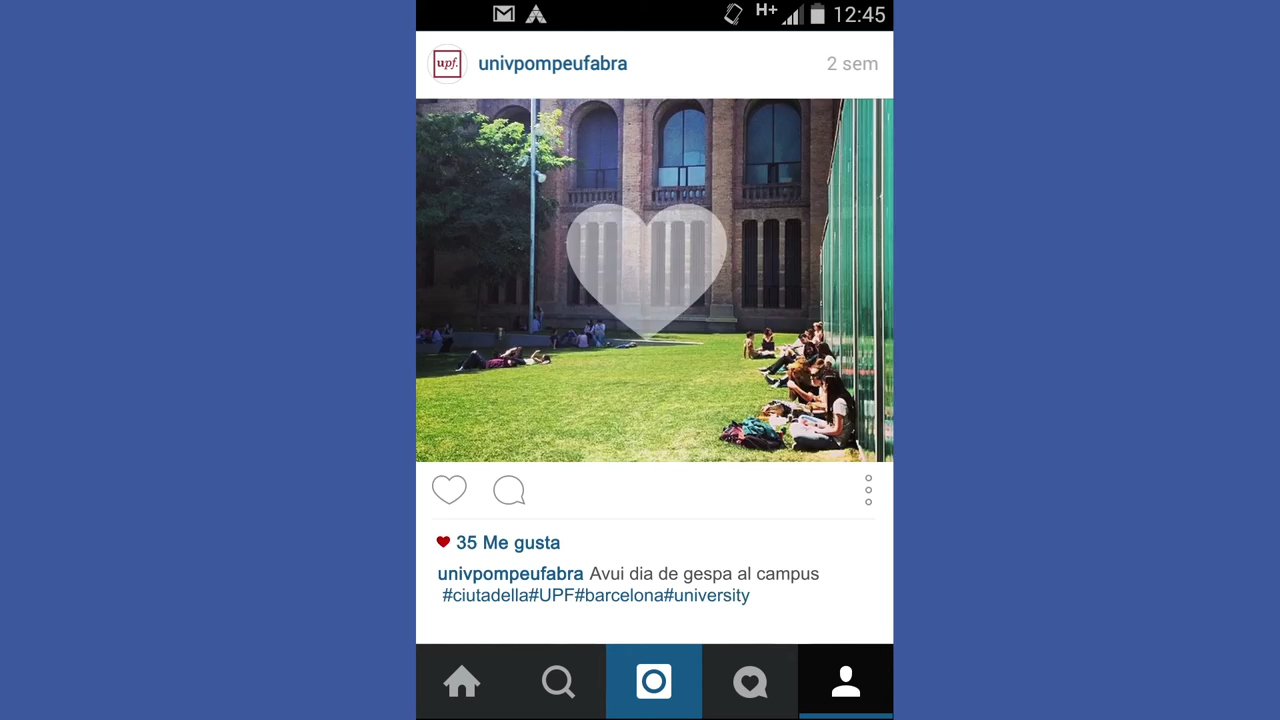 H+ 12:45
upf. univpompeufabra 2 sem
35 Me gusta
univpompeufabra Avui dia de gespa al campus
#ciutadella#UPF#barcelona#university